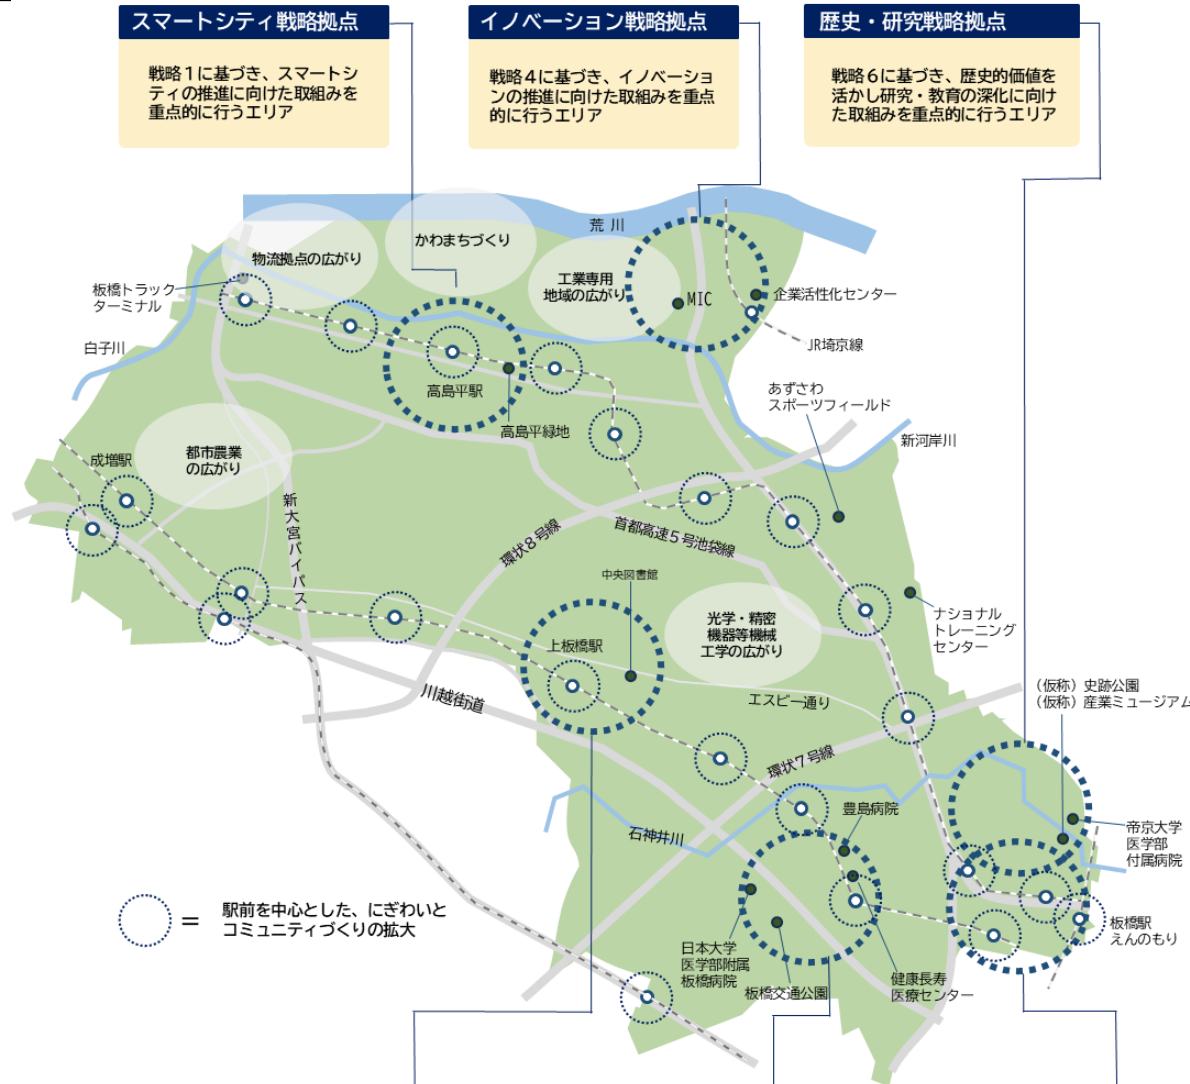 スマートシティ戦略拠点
戦略１に基づき、スマートシ
ティの推進に向けた取組みを
重点的に行うエリア
イノベーション戦略拠点
戦略４に基づき、イノベーショ
ンの推進に向けた取組みを重点
的に行うエリア
歴史・研究戦略拠点
戦略６に基づき、歴史的価値を
活かし研究・教育の深化に向け
た取組みを重点的に行うエリア
荒 川
かわまちづくり
物流拠点の広がり
工業専用
地域の広がり
MIC
企業活性化センター
板橋トラック
ターミナル
白子川
JR埼京線
高島平駅
高島平緑地
あずさわ
スポーツフィールド
新河岸川
都市農業
の広がり
成増駅
新大宮バイパス
環状８号線
首都高速５号池袋線
中央図書館
光学・精密
機器等機械
工学の広がり
ナショナル
トレーニング
センター
上板橋駅
川越街道
エスビー通り
（仮称）史跡公園
（仮称）産業ミュージアム
環状７号線
豊島病院
石神井川
帝京大学
医学部
付属病院
＝
駅前を中心とした、にぎわいと
コミュニティづくりの拡大
日本大学
医学部附属
板橋病院
板橋交通公園
健康長寿
医療センター
板橋駅
えんのもり